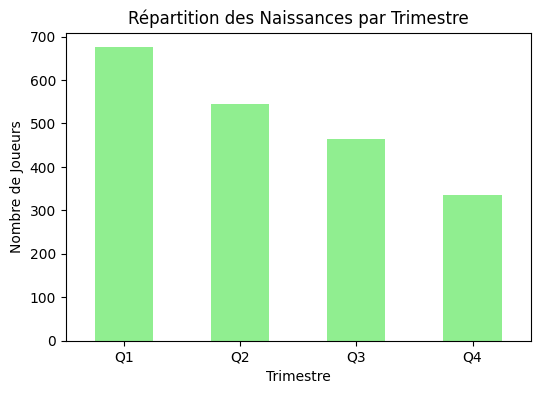 Répartition des Naissances par Trimestre
Nombre de Joueurs
700
600
500
400
300
200
100
0
Q1 Q2 Q3 Q4
Trimestre